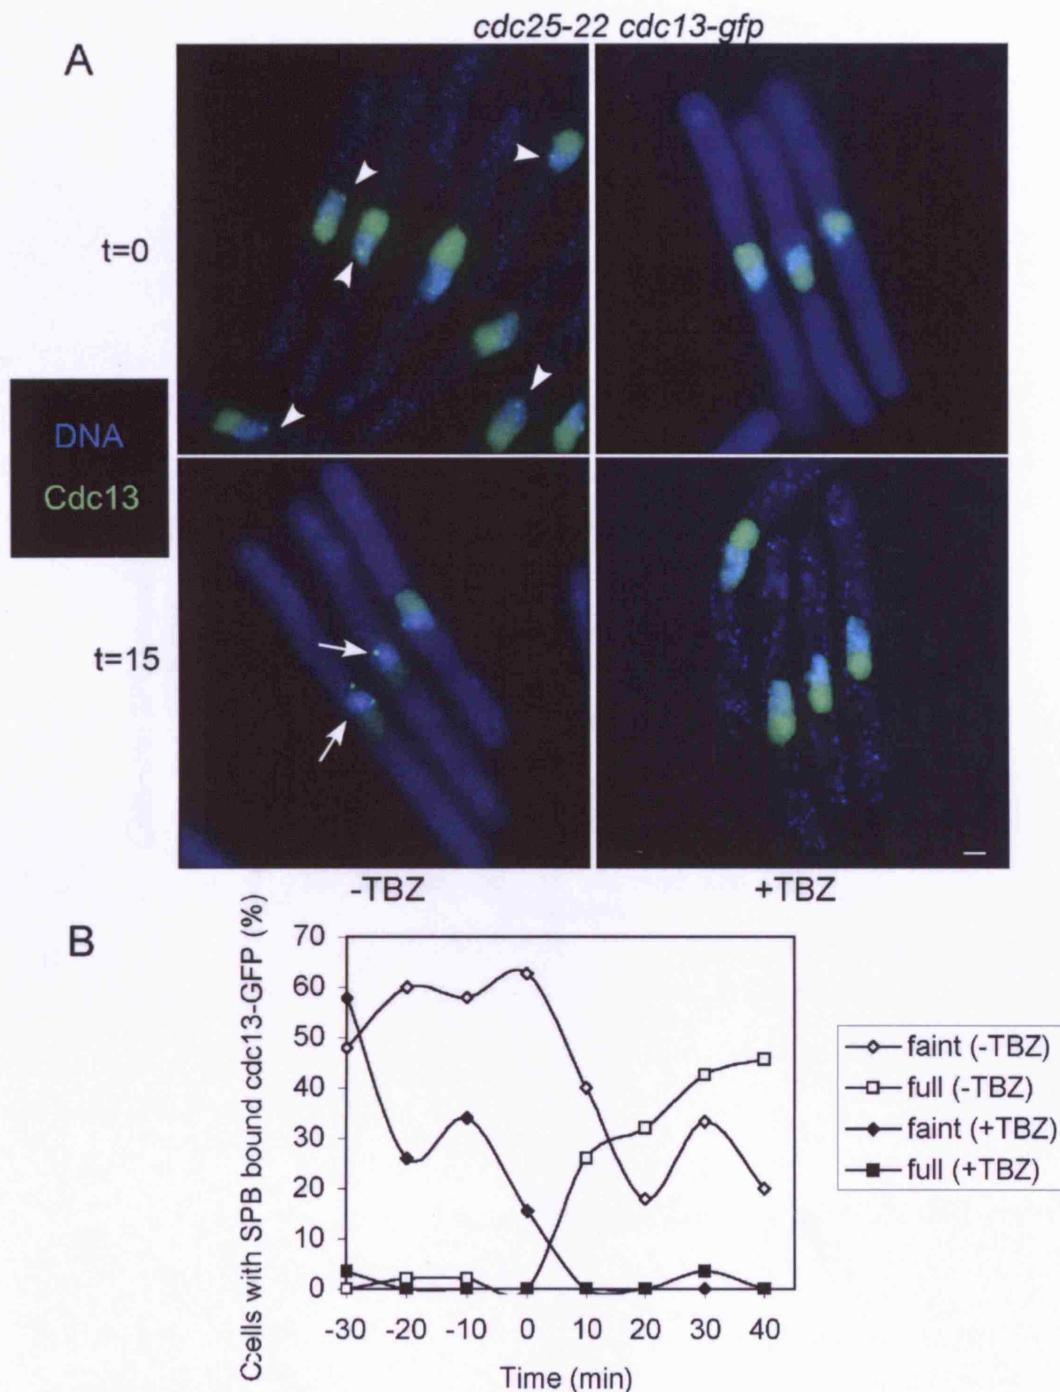 cdc25-22 cdc13-gfp
A
t=0
DNA
Cdc13
t=15
-TBZ
+TBZ
B
Cells with SPB bound cdc13-GFP (%)
70
60
50
40
30
20
10
0
-30 -20 -10 0 10 20 30 40
Time (min)
faint (-TBZ)
full (-TBZ)
faint (+TBZ)
full (+TBZ)